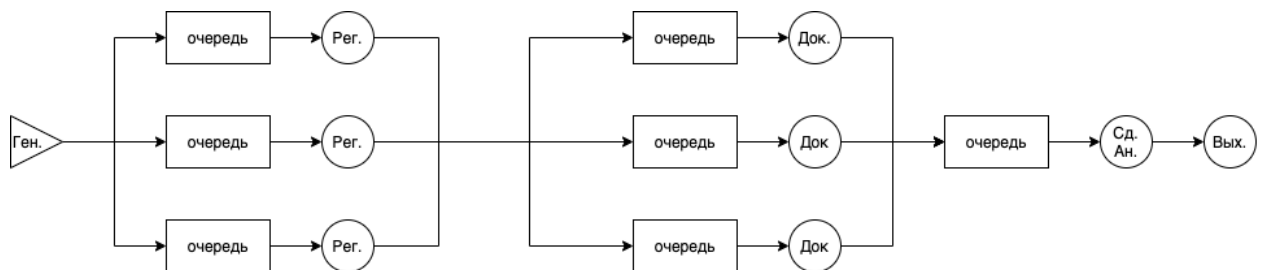 очередь Рег. очередь Док.
Ген. очередь Рег. очередь Док очередь Сд. Ан. Вых.
очередь Рег. очередь Док